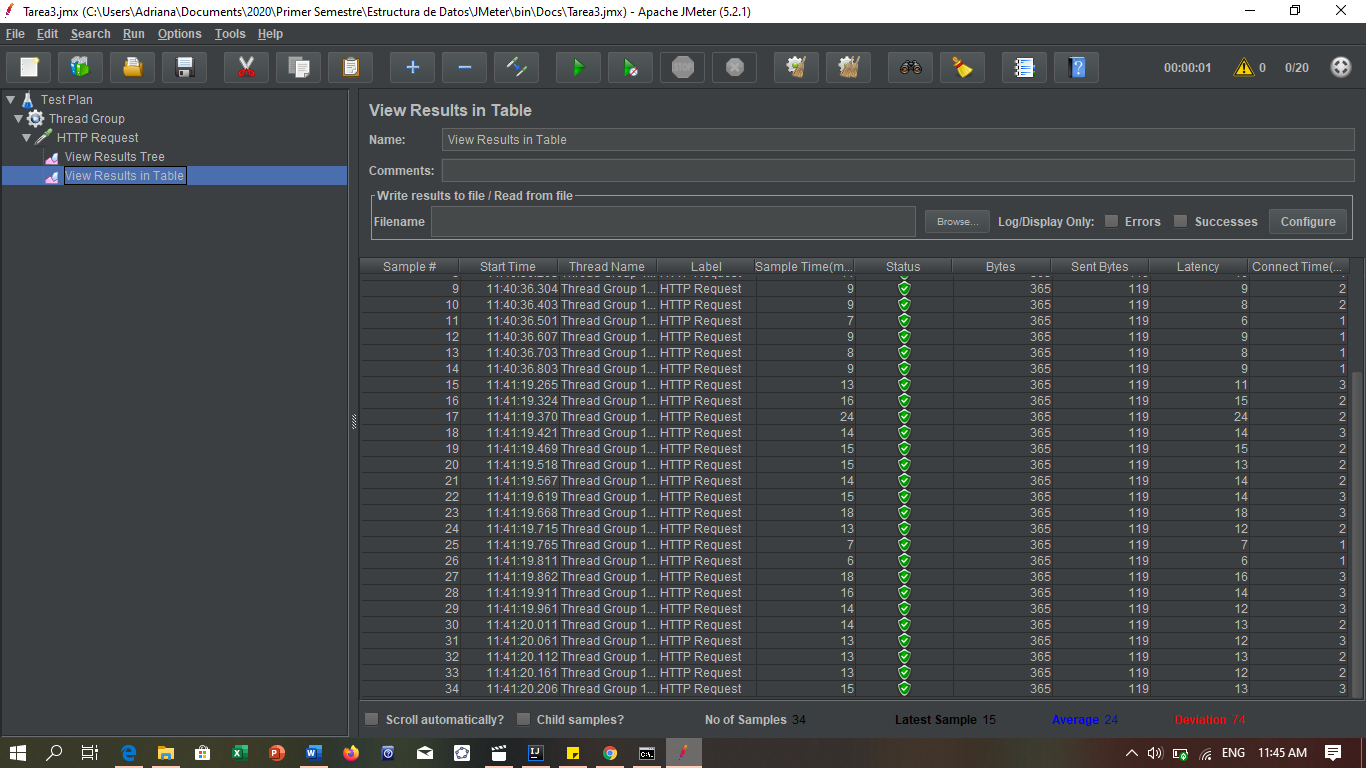 Tarea3.jmx (C:\Users\Adriana\Documents\2020\Primer Semestre\Estructura de Datos\JMeter\bin\Docs\Tarea3.jmx) - Apache JMeter (5.2.1)
File Edit Search Run Options Tools Help
STOP 00:00:01 0 0/20
Test Plan
Thread Group
HTTP Request
View Results Tree
View Results in Table
View Results in Table
Name: View Results in Table
Comments:
Write results to file / Read from file
Filename Browse... Log/Display Only: Errors Successes Configure
Sample # Start Time Thread Name Label Sample Time(m... Status Bytes Sent Bytes Latency Connect Time(...
9 11:40:36.304 Thread Group 1... HTTP Request 9 365 119 9 2
10 11:40:36.403 Thread Group 1... HTTP Request 9 365 119 8 2
11 11:40:36.501 Thread Group 1... HTTP Request 7 365 119 6 1
12 11:40:36.607 Thread Group 1... HTTP Request 9 365 119 9 1
13 11:40:36.703 Thread Group 1... HTTP Request 8 365 119 8 1
14 11:40:36.803 Thread Group 1... HTTP Request 9 365 119 9 1
15 11:41:19.265 Thread Group 1... HTTP Request 13 365 119 11 3
16 11:41:19.324 Thread Group 1... HTTP Request 16 365 119 15 2
17 11:41:19.370 Thread Group 1... HTTP Request 24 365 119 24 2
18 11:41:19.421 Thread Group 1... HTTP Request 14 365 119 14 3
19 11:41:19.469 Thread Group 1... HTTP Request 15 365 119 15 2
20 11:41:19.518 Thread Group 1... HTTP Request 15 365 119 13 2
21 11:41:19.567 Thread Group 1... HTTP Request 14 365 119 14 2
22 11:41:19.619 Thread Group 1... HTTP Request 15 365 119 14 3
23 11:41:19.668 Thread Group 1... HTTP Request 18 365 119 18 3
24 11:41:19.715 Thread Group 1... HTTP Request 13 365 119 12 2
25 11:41:19.765 Thread Group 1... HTTP Request 7 365 119 7 1
26 11:41:19.811 Thread Group 1... HTTP Request 6 365 119 6 1
27 11:41:19.862 Thread Group 1... HTTP Request 18 365 119 16 3
28 11:41:19.911 Thread Group 1... HTTP Request 16 365 119 14 3
29 11:41:19.961 Thread Group 1... HTTP Request 14 365 119 12 3
30 11:41:20.011 Thread Group 1... HTTP Request 14 365 119 13 2
31 11:41:20.061 Thread Group 1... HTTP Request 13 365 119 12 3
32 11:41:20.112 Thread Group 1... HTTP Request 13 365 119 13 2
33 11:41:20.161 Thread Group 1... HTTP Request 13 365 119 12 2
34 11:41:20.206 Thread Group 1... HTTP Request 15 365 119 13 3
Scroll automatically? Child samples? No of Samples 34 Latest Sample 15 Average 24 Deviation 74
ENG 11:45 AM